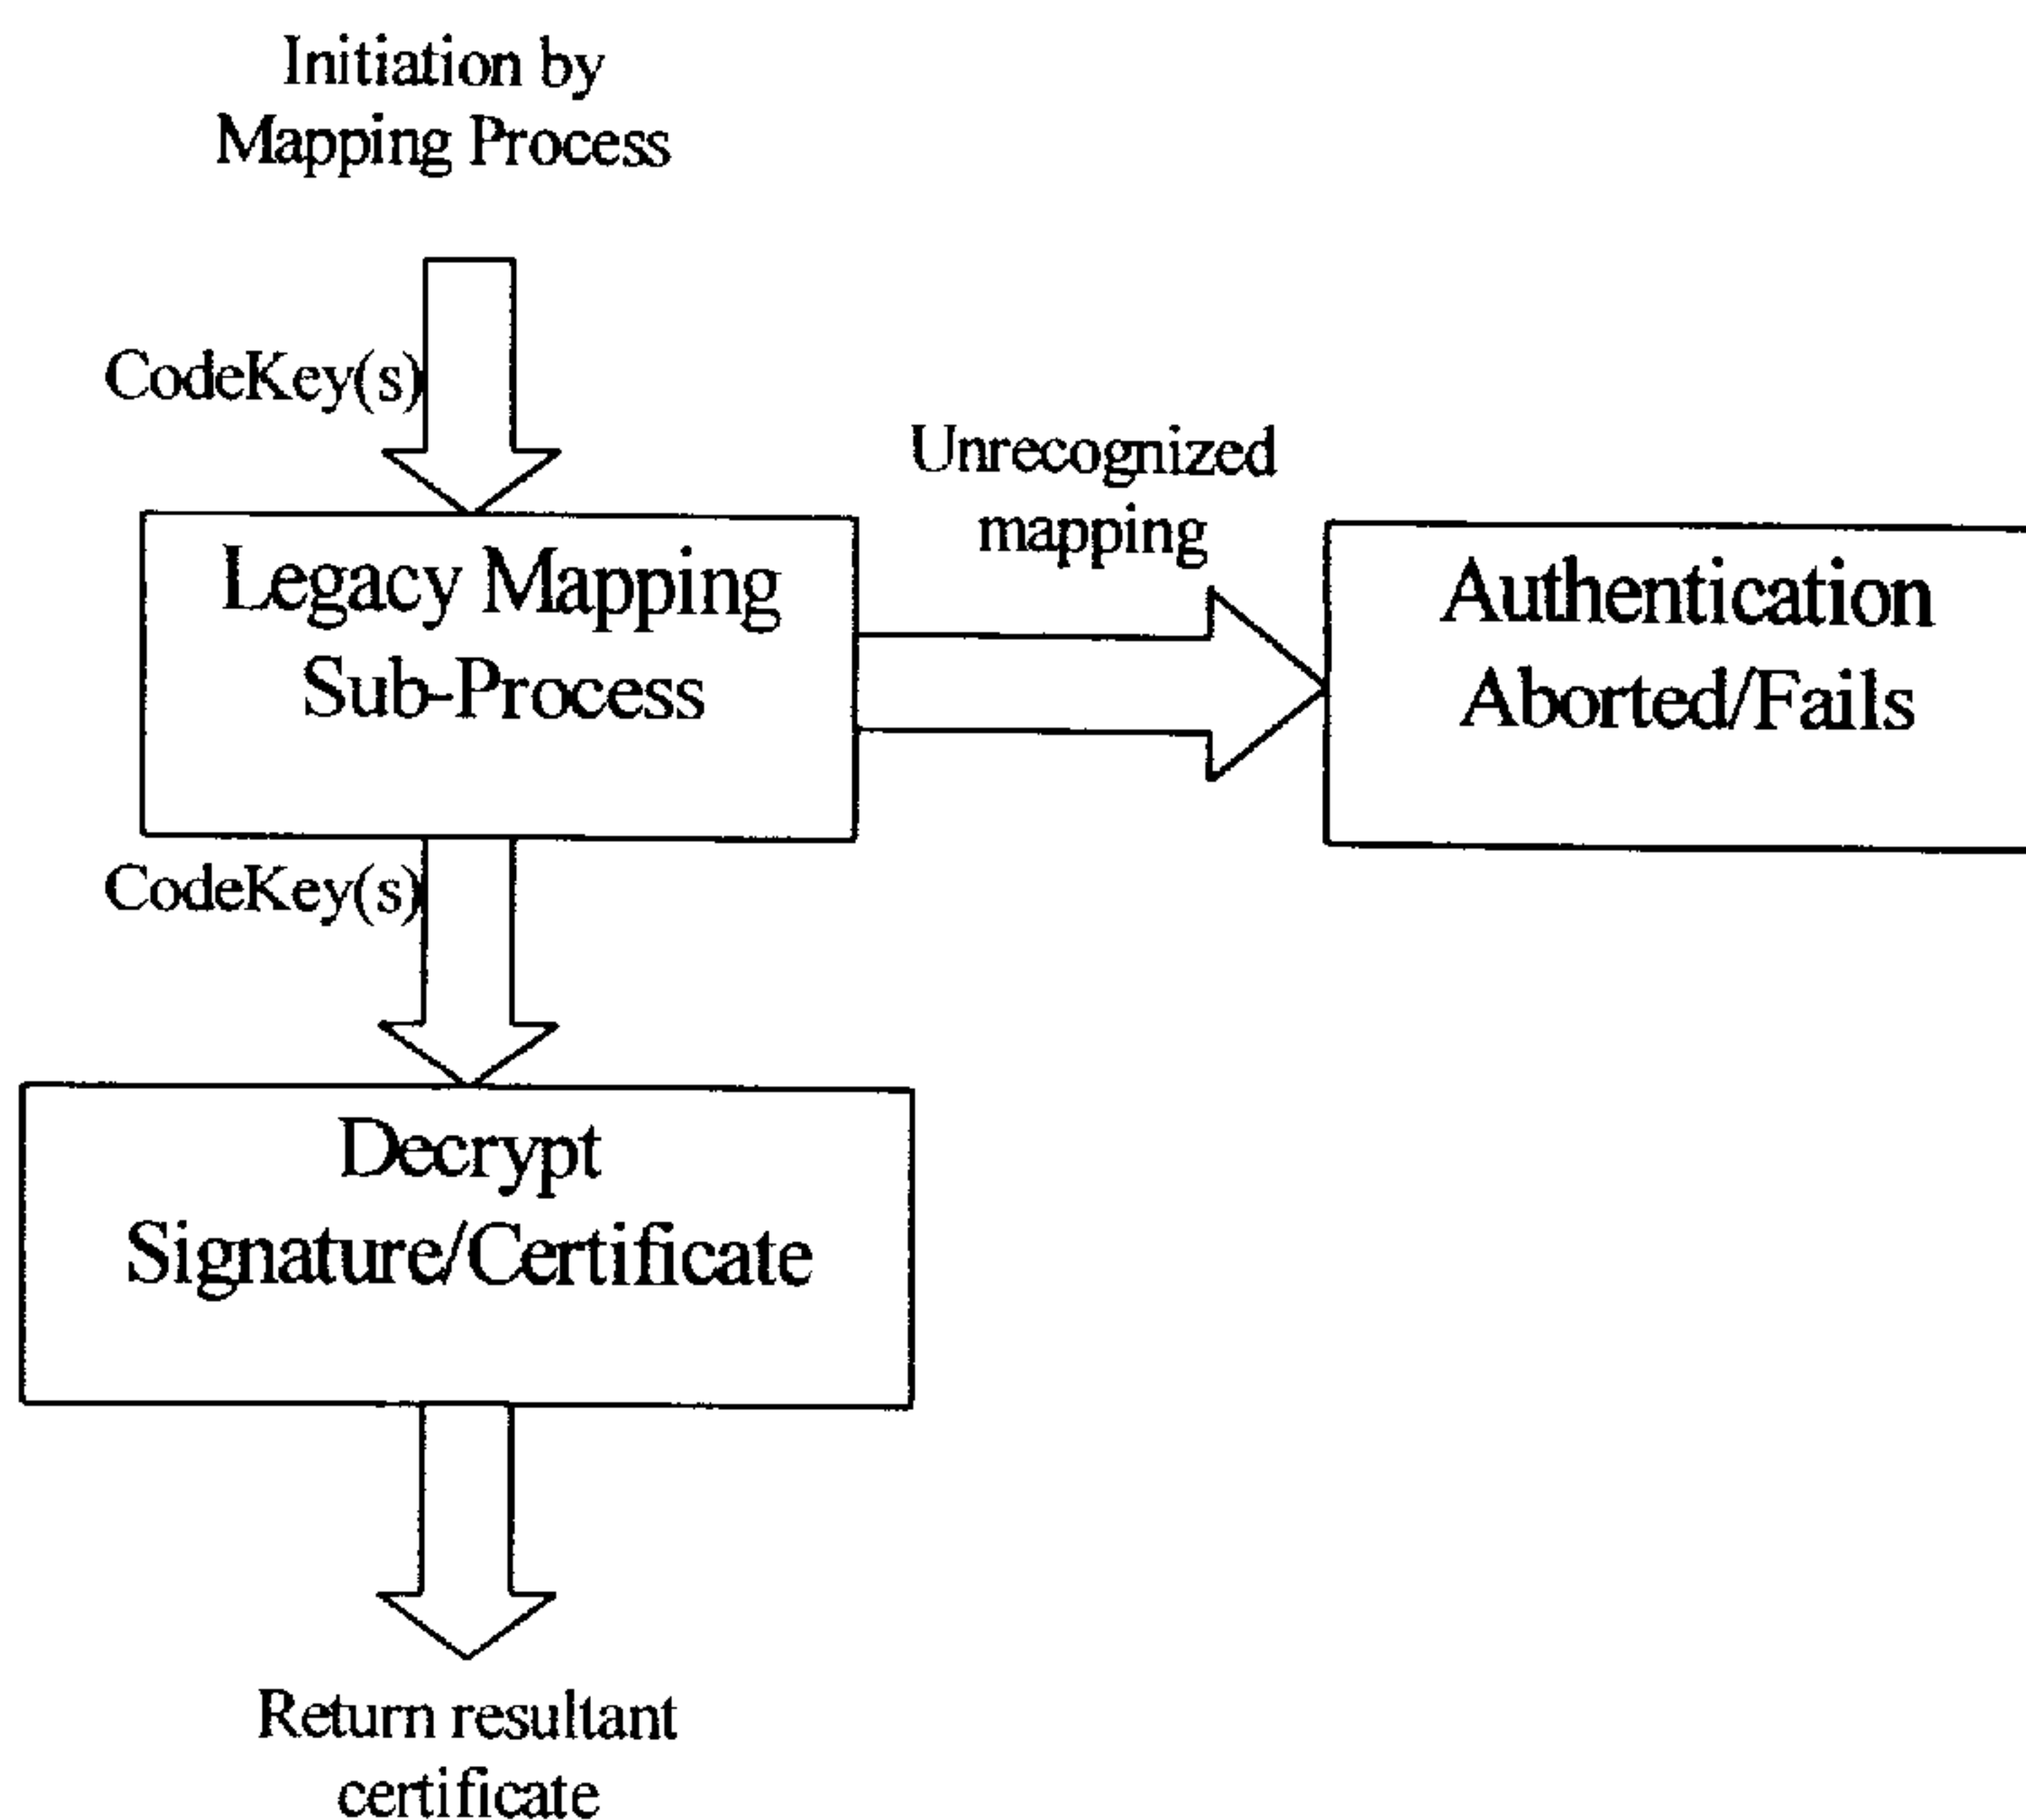 Initiation by
Mapping Process
CodeKey(s)
Unrecognized
mapping
Legacy Mapping
Sub-Process
Authentication
Aborted/Fails
CodeKey(s)
Decrypt
Signature/Certificate
Return resultant
certificate